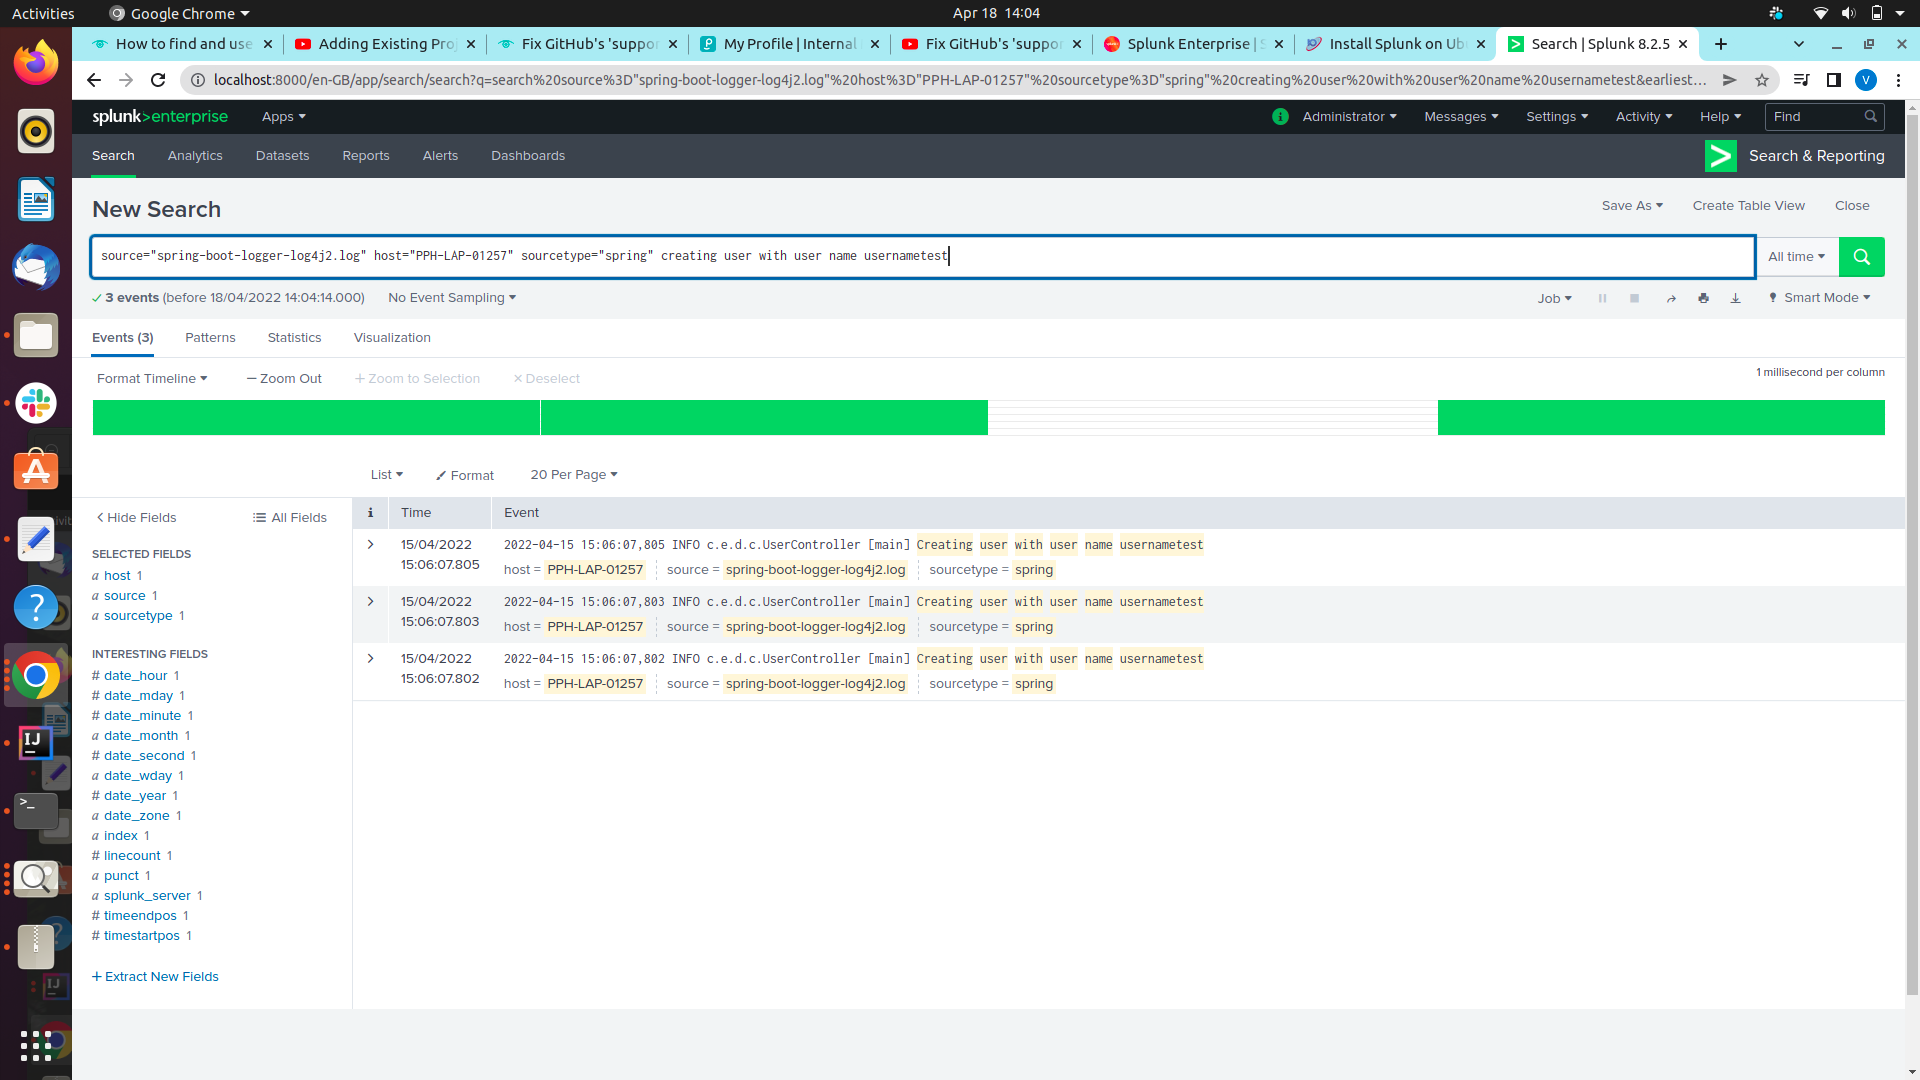 Activities Google Chrome Apr 18 14:04
How to find and use Adding Existing Pro Fix GitHub's 'suppor My Profile | Internal Fix GitHub's 'suppor Splunk Enterprise | S Install Splunk on Ub Search | Splunk 8.2.5
localhost:8000/en-GB/app/search/search?q=search%20source%3D"spring-boot-logger-log4j2.log"%20host%3D"PPH-LAP-01257"%20sourcetype%3D"spring"%20creating%20user%20with%20user%20name%20usernametest&earliest... V
splunk>enterprise Apps Administrator Messages Settings Activity Help Find
Search Analytics Datasets Reports Alerts Dashboards Search & Reporting
New Search Save As Create Table View Close
source="spring-boot-logger-log4j2.log" host="PPH-LAP-01257" sourcetype="spring" creating user with user name usernametest All time
3 events (before 18/04/2022 14:04:14.000) No Event Sampling Job Smart Mode
Events (3) Patterns Statistics Visualization
Format Timeline Zoom Out + Zoom to Selection × Deselect 1 millisecond per column
List Format 20 Per Page
Hide Fields All Fields
SELECTED FIELDS
a host 1
a source 1
a sourcetype 1
INTERESTING FIELDS
# date_hour 1
# date_mday 1
# date_minute 1
a date_month 1
# date_second 1
a date_wday 1
# date_year 1
a date_zone 1
a index 1
# linecount 1
a punct 1
a splunk_server 1
# timeendpos 1
# timestartpos 1
+ Extract New Fields
i Time Event
15/04/2022 2022-04-15 15:06:07,805 INFO c.e.d.c.UserController [main] Creating user with user name usernametest
15:06:07.805 host = PPH-LAP-01257 source = spring-boot-logger-log4j2.log sourcetype = spring
15/04/2022 2022-04-15 15:06:07,803 INFO c.e.d.c.UserController [main] Creating user with user name usernametest
15:06:07.803 host = PPH-LAP-01257 source = spring-boot-logger-log4j2.log sourcetype = spring
15/04/2022 2022-04-15 15:06:07,802 INFO c.e.d.c.UserController [main] Creating user with user name usernametest
15:06:07.802 host = PPH-LAP-01257 source = spring-boot-logger-log4j2.log sourcetype = spring